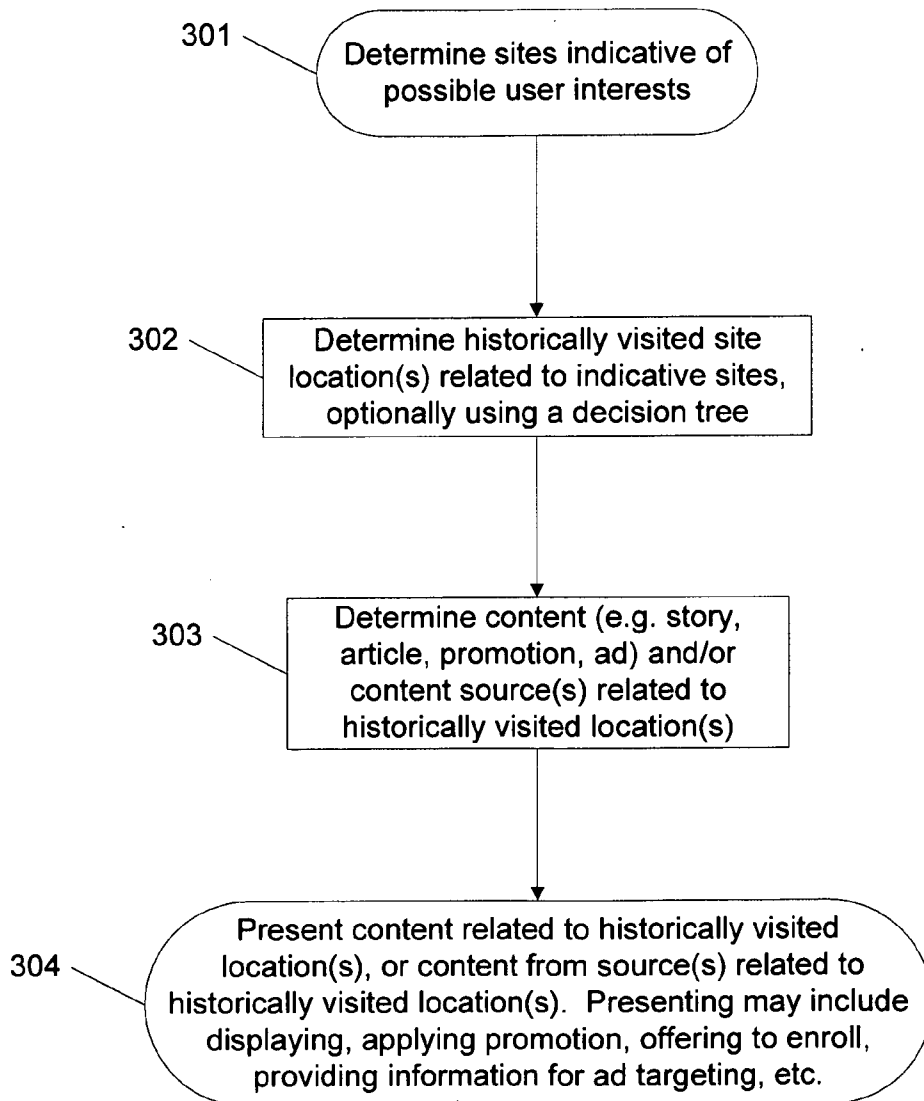 301
Determine sites indicative of
possible user interests
302
Determine historically visited site
location(s) related to indicative sites,
optionally using a decision tree
303
Determine content (e.g. story,
article, promotion, ad) and/or
content source(s) related to
historically visited location(s)
304
Present content related to historically visited
location(s), or content from source(s) related to
historically visited location(s).  Presenting may include
displaying, applying promotion, offering to enroll,
providing information for ad targeting, etc.